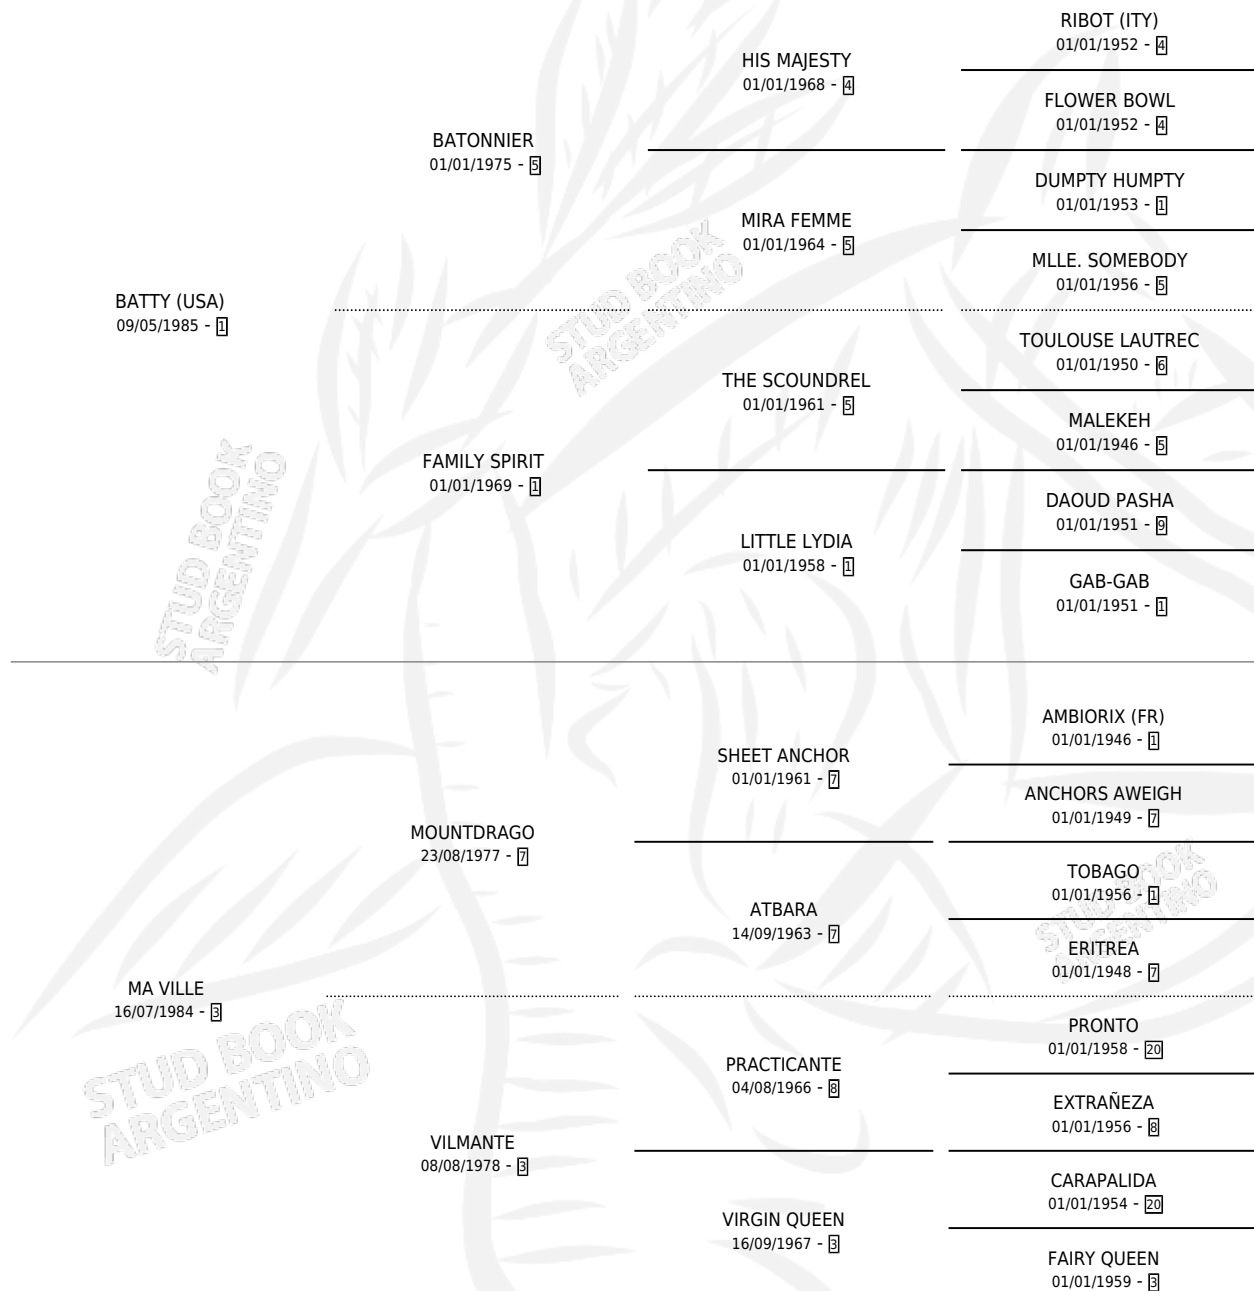 RIBOT (ITY)
01/01/1952 - 4
HIS MAJESTY
01/01/1968 - 4
FLOWER BOWL
01/01/1952 - 4
BATONNIER
01/01/1975 - 5
DUMPTY HUMPTY
01/01/1953 - 1
MIRA FEMME
01/01/1964 - 5
MLLE. SOMEBODY
01/01/1956 - 5
BATTY (USA)
09/05/1985 - 1
STUD BOOK
ARGENTINO
TOULOUSE LAUTREC
01/01/1950 - 6
THE SCOUNDREL
01/01/1961 - 5
MALEKEH
01/01/1946 - 5
FAMILY SPIRIT
01/01/1969 - 1
DAOUD PASHA
01/01/1951 - 9
LITTLE LYDIA
01/01/1958 - 1
GAB-GAB
01/01/1951 - 1
STUD BOOK
ARGENTINO
AMBIORIX (FR)
01/01/1946 - 1
SHEET ANCHOR
01/01/1961 - 7
ANCHORS AWEIGH
01/01/1949 - 7
MOUNTDRAGO
23/08/1977 - 7
TOBAGO
01/01/1956 - 1
ATBARA
14/09/1963 - 7
STUD BOOK
ARGENTINO
ERITREA
01/01/1948 - 7
MA VILLE
16/07/1984 - 3
PRONTO
01/01/1958 - 20
PRACTICANTE
04/08/1966 - 8
STUD BOOK
ARGENTINO
EXTRAÑEZA
01/01/1956 - 8
VILMANTE
08/08/1978 - 3
CARAPALIDA
01/01/1954 - 20
VIRGIN QUEEN
16/09/1967 - 3
FAIRY QUEEN
01/01/1959 - 3